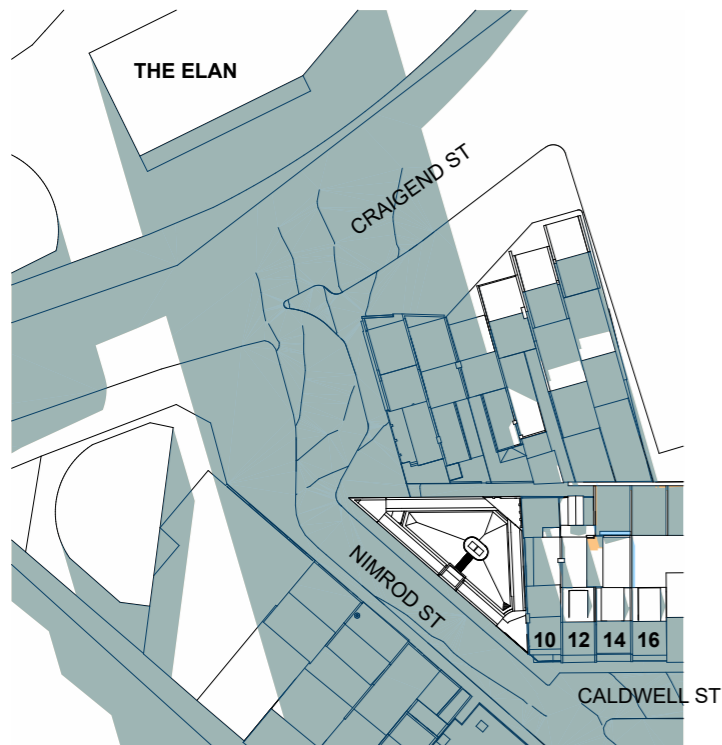 THE ELAN
CRAIGEND ST
NIMROD ST
10 12 14 16
CALDWELL ST